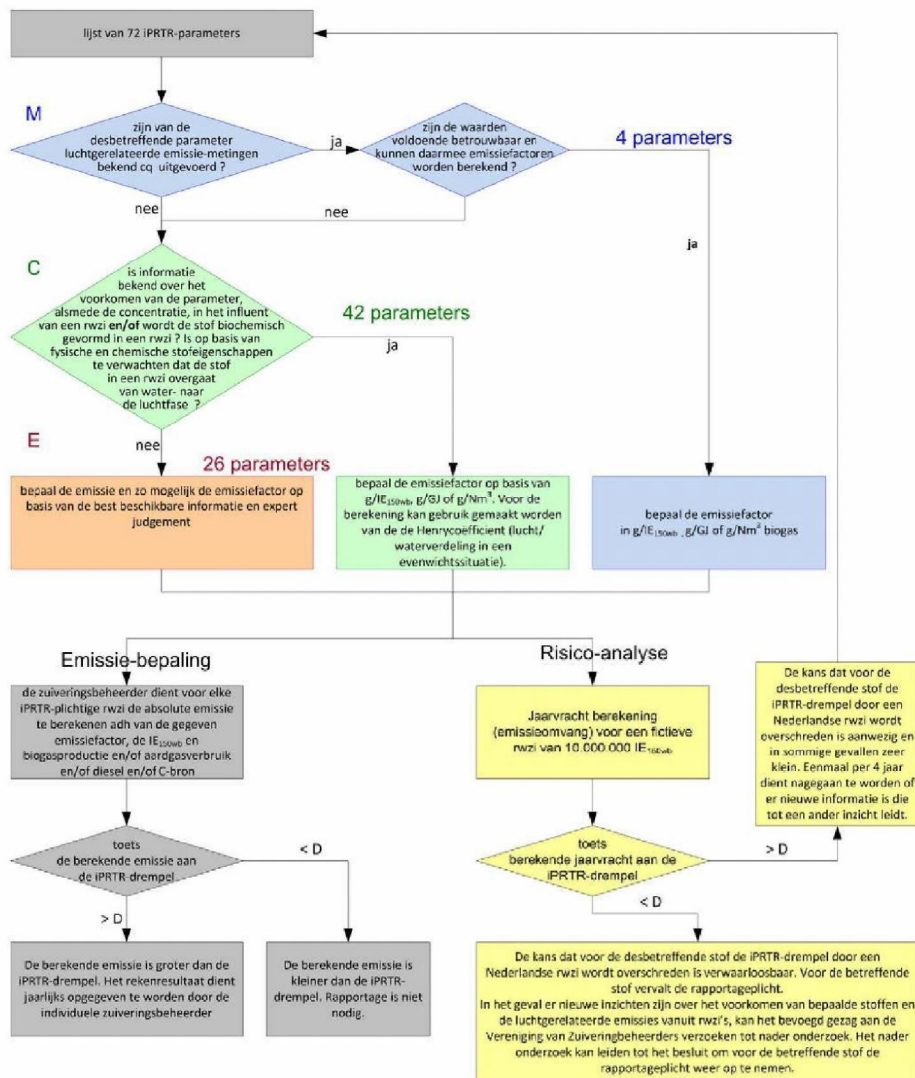 lijst van 72 iPRTR-parameters
M
zijn van de
desbetreffende parameter
luchtgerelateerde emissie-metingen
bekend cq uitgevoerd ?
ja
zijn de waarden
voldoende betrouwbaar en
kunnen daarmee emissiefactoren
worden berekend ?
4 parameters
nee
nee
ja
C
is informatie
bekend over het
voorkomen van de parameter,
alsmede de concentratie, in het influent
van een rwzi en/of wordt de stof biochemisch
gevormd in een rwzi ? Is op basis van
fysische en chemische stofeigenschappen
te verwachten dat de stof
in een rwzi overgaat
van water- naar
de luchtfase ?
42 parameters
ja
nee
E
26 parameters
bepaal de emissie en zo mogelijk de emissiefactor op
basis van de best beschikbare informatie en expert
judgement
bepaal de emissiefactor op basis van
g/IE150wb, g/GJ of g/Nm³. Voor de
berekening kan gebruik gemaakt worden
van de de Henrycoëfficient (lucht/
waterverdeling in een
evenwichtssituatie).
bepaal de emissiefactor
in g/IE150wb, g/GJ of g/Nm³ biogas
Emissie-bepaling
de zuiveringsbeheerder dient voor elke
iPRTR-plichtige rwzi de absolute emissie
te berekenen adh van de gegeven
emissiefactor, de IE150wb en
biogasproductie en/of aardgasverbruik
en/of diesel en/of C-bron
toets
de berekende emissie aan
de iPRTR-drempel
< D
> D
De berekende emissie is groter dan de
iPRTR-drempel. Het rekenresultaat dient
jaarlijks opgegeven te worden door de
individuele zuiveringsbeheerder
De berekende emissie is
kleiner dan de iPRTR-
drempel. Rapportage is niet
nodig.
Risico-analyse
Jaarvracht berekening
(emissieomvang) voor een fictieve
rwzi van 10.000.000 IE150wb
toets
berekende jaarvracht aan de
iPRTR-drempel
> D
< D
De kans dat voor de
desbetreffende stof de
iPRTR-drempel door een
Nederlandse rwzi wordt
overschreden is aanwezig en
in sommige gevallen zeer
klein. Eenmaal per 4 jaar
dient nagegaan te worden of
er nieuwe informatie is die
tot een ander inzicht leidt.
De kans dat voor de desbetreffende stof de iPRTR-drempel door een
Nederlandse rwzi wordt overschreden is verwaarloosbaar. Voor de betreffende
stof vervalt de rapportageplicht.
In het geval er nieuwe inzichten zijn over het voorkomen van bepaalde stoffen en
de luchtgerelateerde emissies vanuit rwzi's, kan het bevoegd gezag aan de
Vereniging van Zuiveringbeheerders verzoeken tot nader onderzoek. Het nader
onderzoek kan leiden tot het besluit om voor de betreffende stof de
rapportageplicht weer op te nemen.